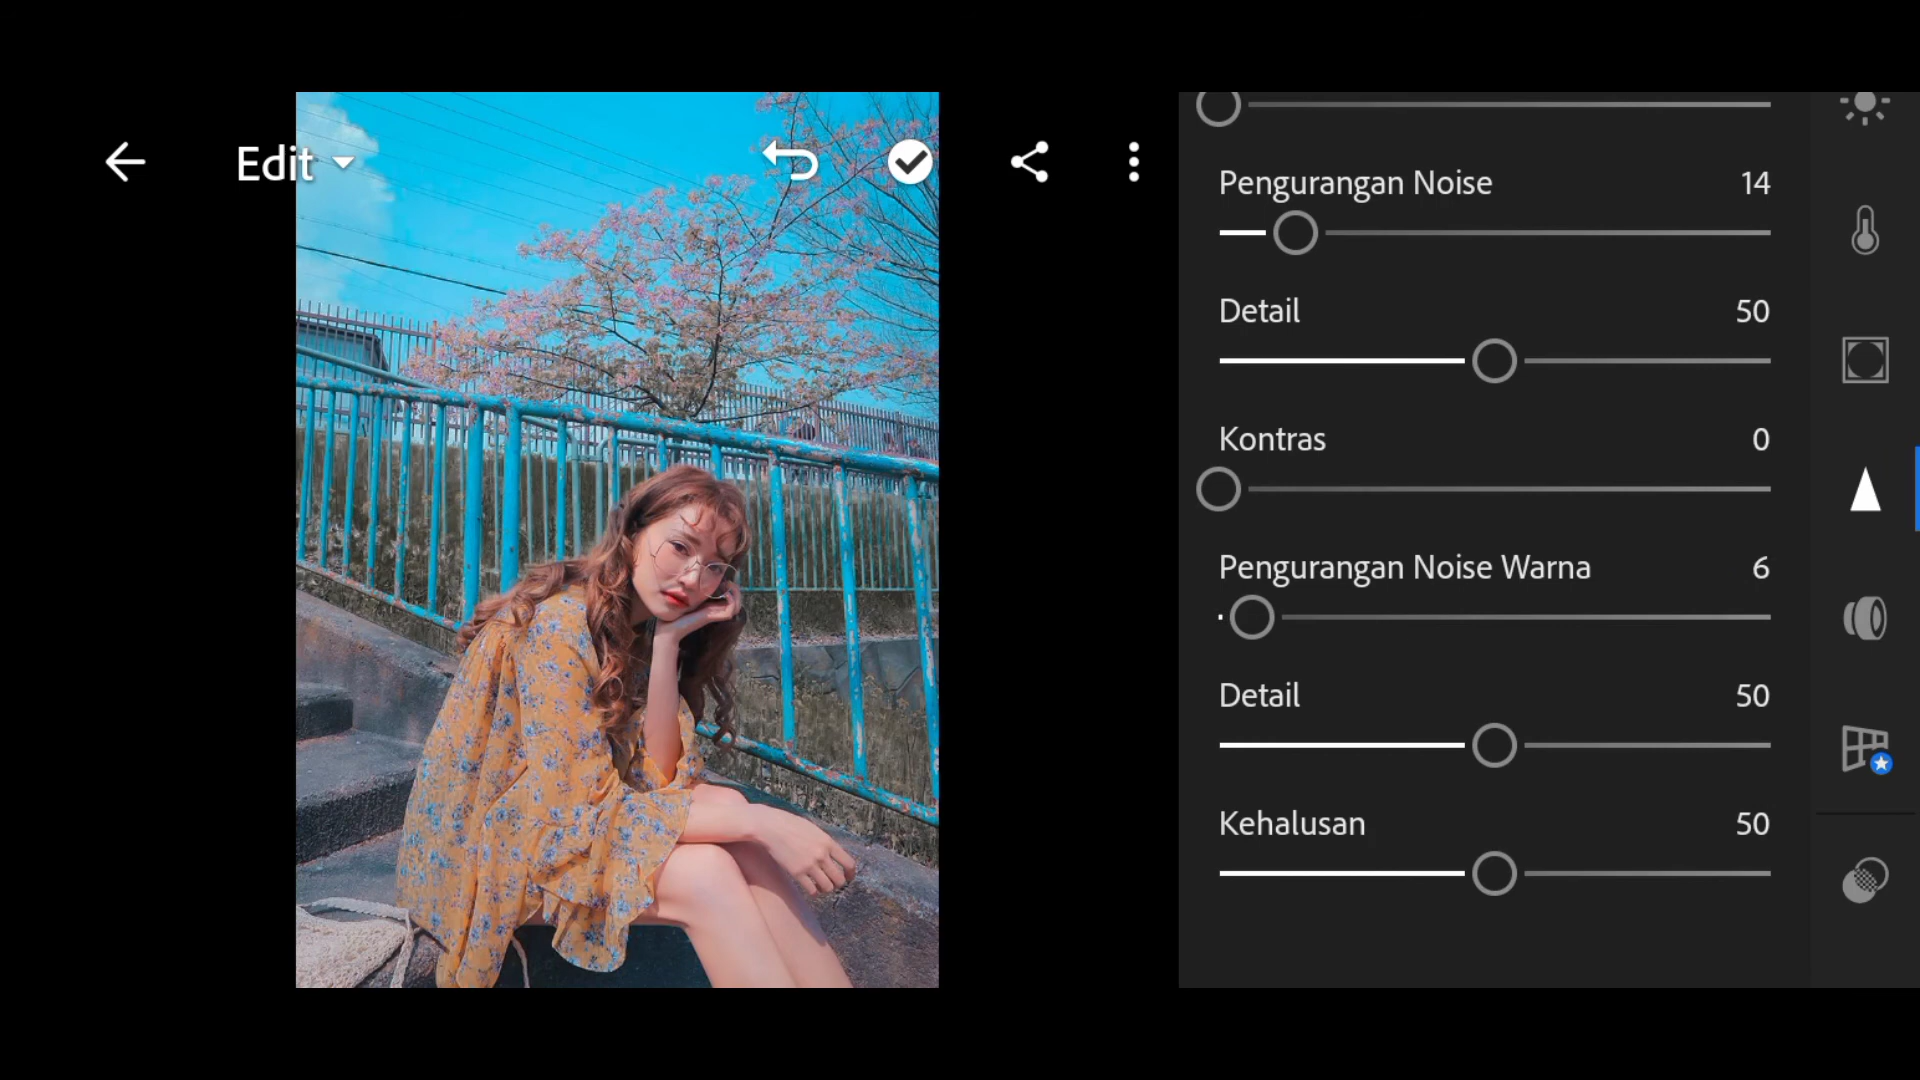 Edit
Pengurangan Noise 14
Detail 50
Kontras 0
Pengurangan Noise Warna 6
Detail 50
Kehalusan 50